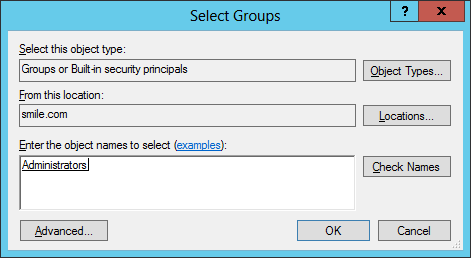 Select Groups
?
x
Select this object type:
Groups or Built-in security principals
Object Types...
From this location:
smile.com
Locations...
Enter the object names to select (examples):
Administrators
Check Names
Advanced...
OK
Cancel